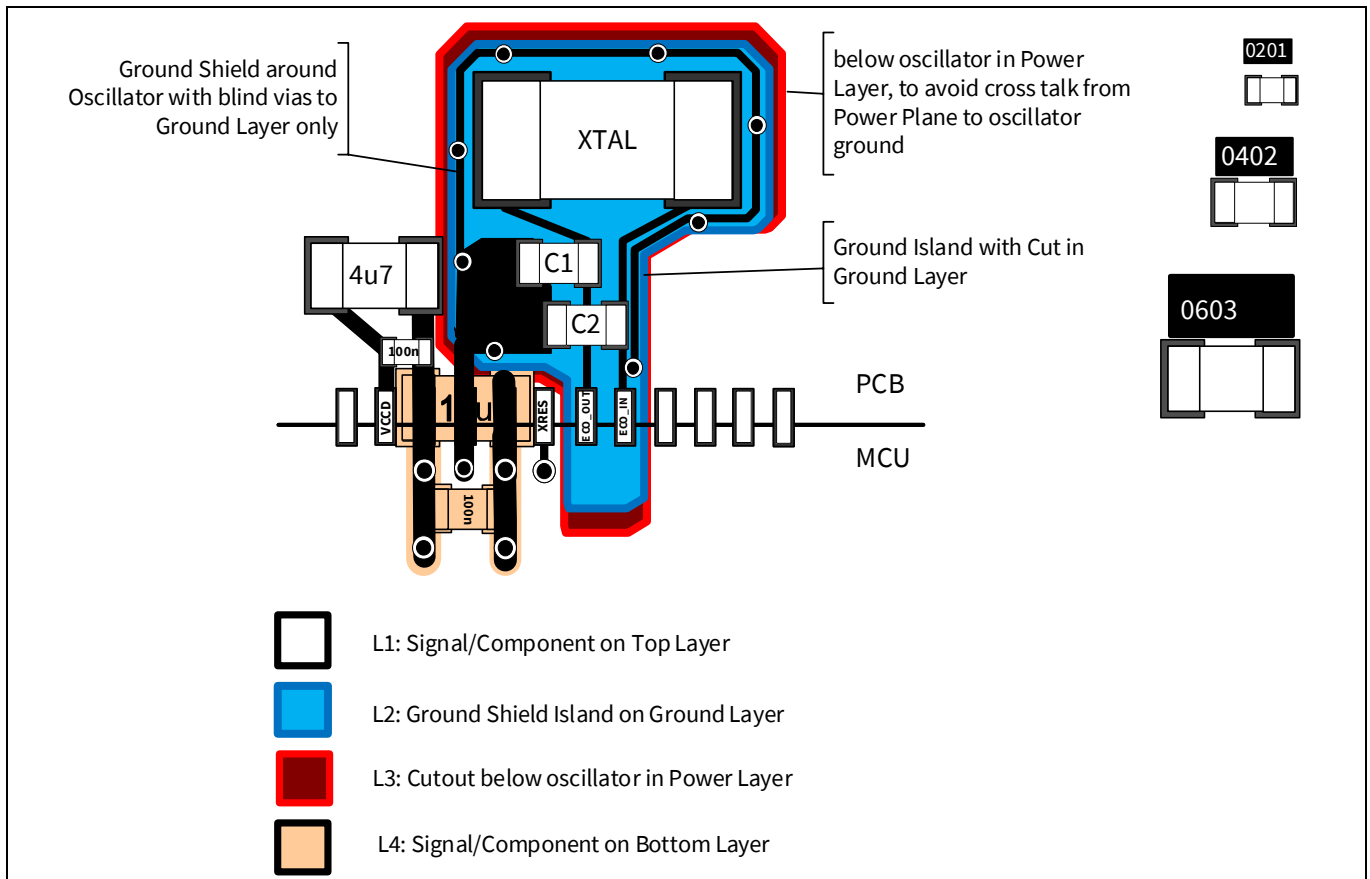 Ground Shield around
Oscillator with blind vias to
Ground Layer only
below oscillator in Power
Layer, to avoid cross talk from
Power Plane to oscillator
ground
0201
0402
0603
XTAL
Ground Island with Cut in
Ground Layer
4u7
C1
C2
100n
VCCD
XRES
ECO_OUT
ECO_IN
PCB
MCU
100n
L1: Signal/Component on Top Layer
L2: Ground Shield Island on Ground Layer
L3: Cutout below oscillator in Power Layer
L4: Signal/Component on Bottom Layer